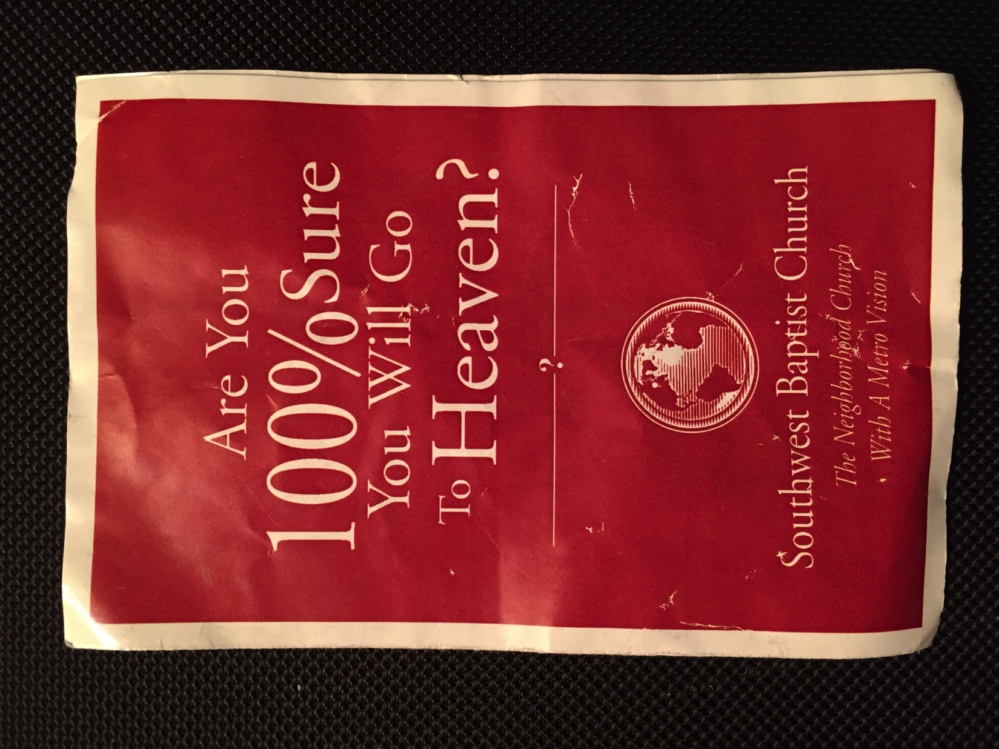 Are You
100% Sure
You Will Go
To Heaven?
?
Southwest Baptist Church
The Neighborhood Church
With A Metro Vision